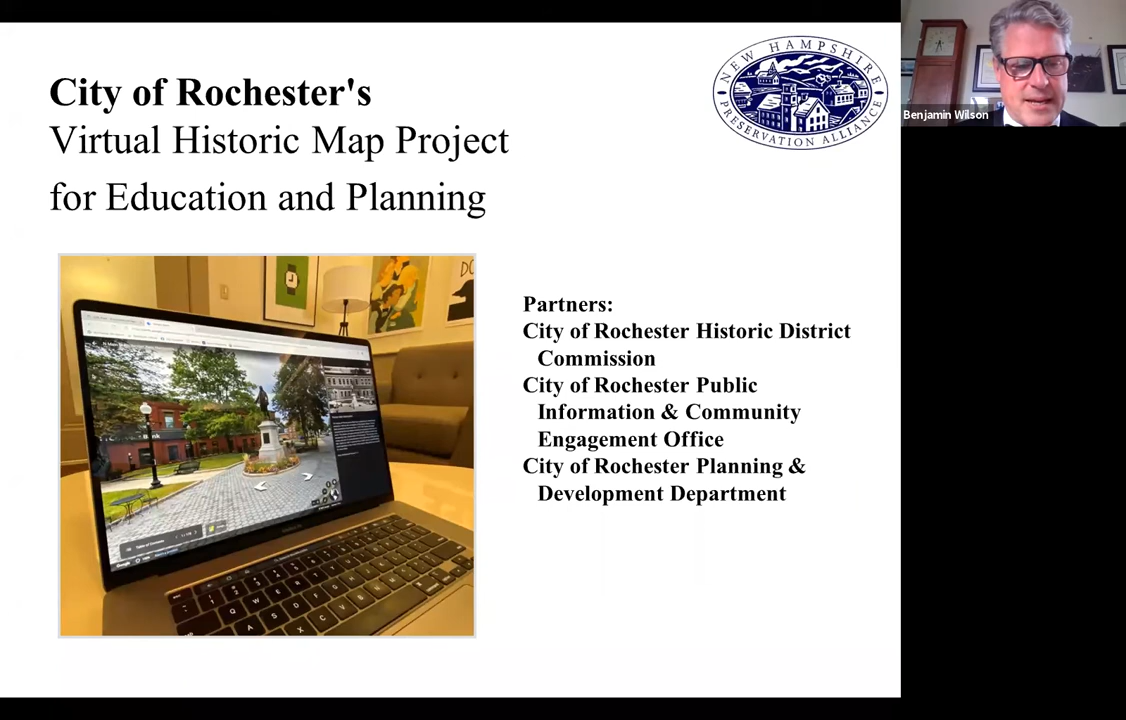 City of Rochester's
Virtual Historic Map Project
for Education and Planning
NEW HAMPSHIRE
PRESERVATION ALLIANCE
Benjamin Wilson
Partners:
City of Rochester Historic District
Commission
City of Rochester Public
Information & Community
Engagement Office
City of Rochester Planning &
Development Department